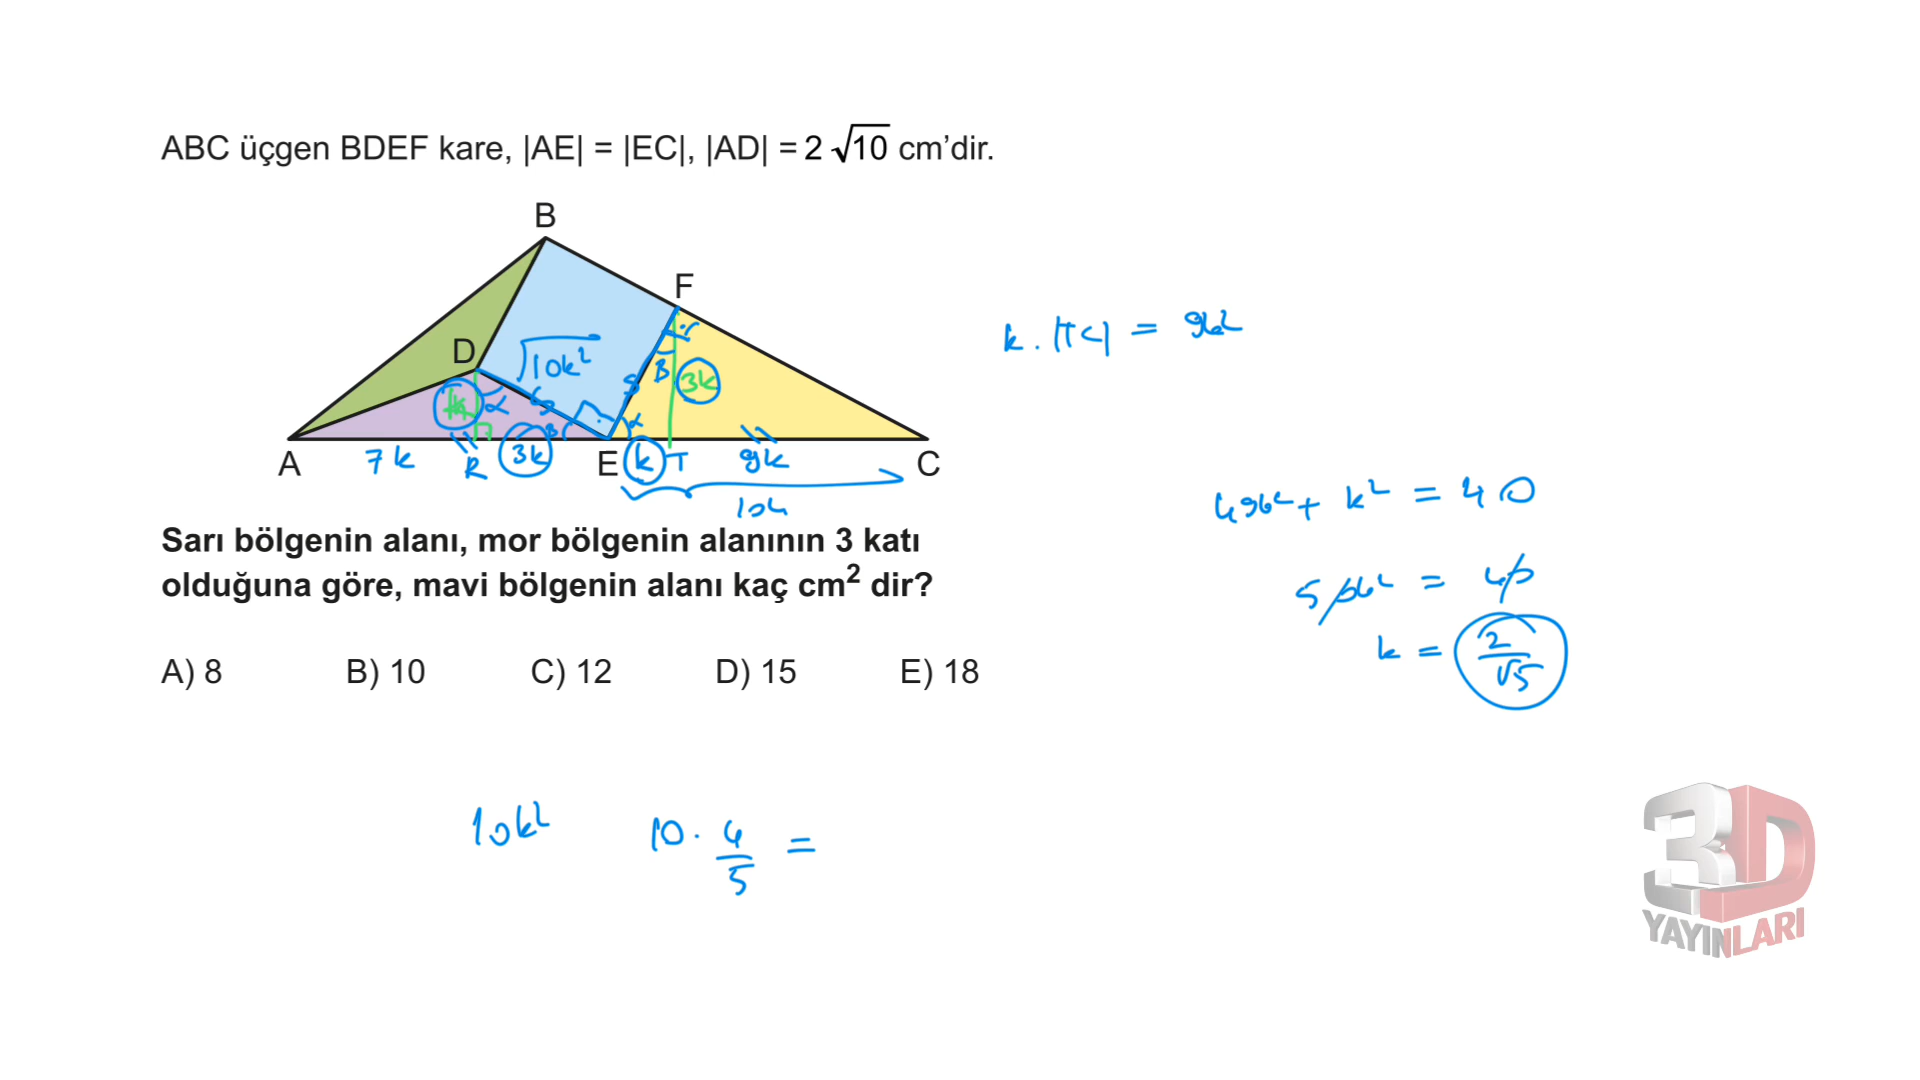 ABC üçgen BDEF kare, |AE| = |EC|, |AD| = 2√10 cm'dir.
B
F
D
√10k²
k
α
S
S
β
3k
k . |TC| = 9k²
β
α
A
7k
R
3k
E
k
T
9k
C
10k
49k² + k² = 40
Sarı bölgenin alanı, mor bölgenin alanının 3 katı
olduğuna göre, mavi bölgenin alanı kaç cm² dir?
50k² = 40
k = 2/√5
A) 8 B) 10 C) 12 D) 15 E) 18
10k² 10 . 4/5 =
3D
YAYINLARI